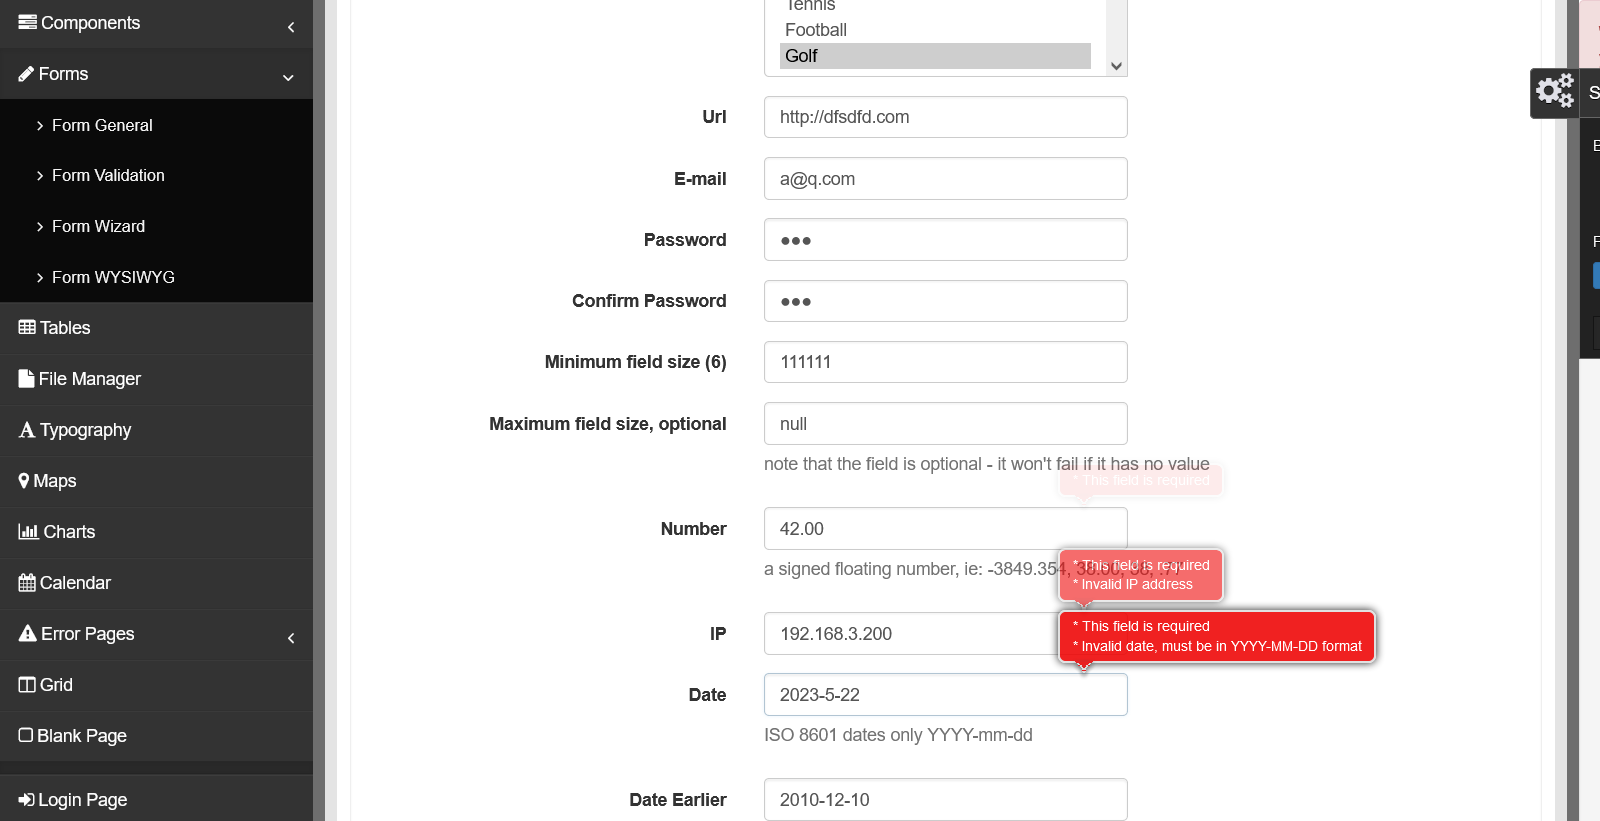 Components
Forms
Form General
Form Validation
Form Wizard
Form WYSIWYG
Tables
File Manager
Typography
Maps
Charts
Calendar
Error Pages
Grid
Blank Page
Login Page
Tennis
Football
Golf
Url
http://dfsdfd.com
E-mail
a@q.com
Password
●●●
Confirm Password
●●●
Minimum field size (6)
111111
Maximum field size, optional
null
note that the field is optional - it won't fail if it has no value
* This field is required
Number
42.00
a signed floating number, ie: -3849.354, 38.00, 38, .77
* This field is required
* Invalid IP address
IP
192.168.3.200
* This field is required
* Invalid date, must be in YYYY-MM-DD format
Date
2023-5-22
ISO 8601 dates only YYYY-mm-dd
Date Earlier
2010-12-10